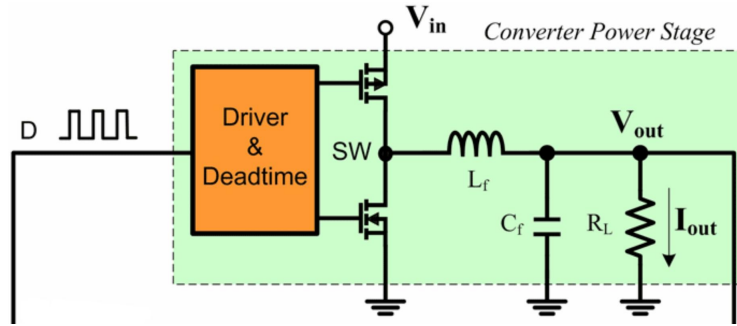 Vin
Converter Power Stage
D
Driver
&
Deadtime
SW
Vout
Lf
Cf
RL
Iout